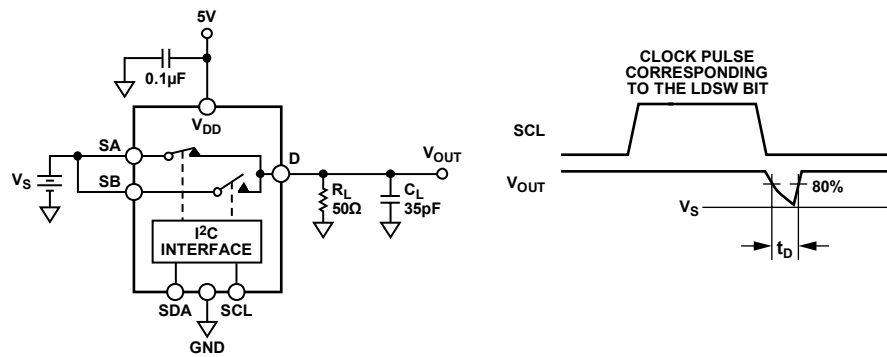 5V
0.1µF
VDD
SA
SB
D
VS
VOUT
RL
50Ω
CL
35pF
I2C
INTERFACE
SDA
SCL
GND
CLOCK PULSE
CORRESPONDING
TO THE LDSW BIT
SCL
VOUT
80%
VS
tD